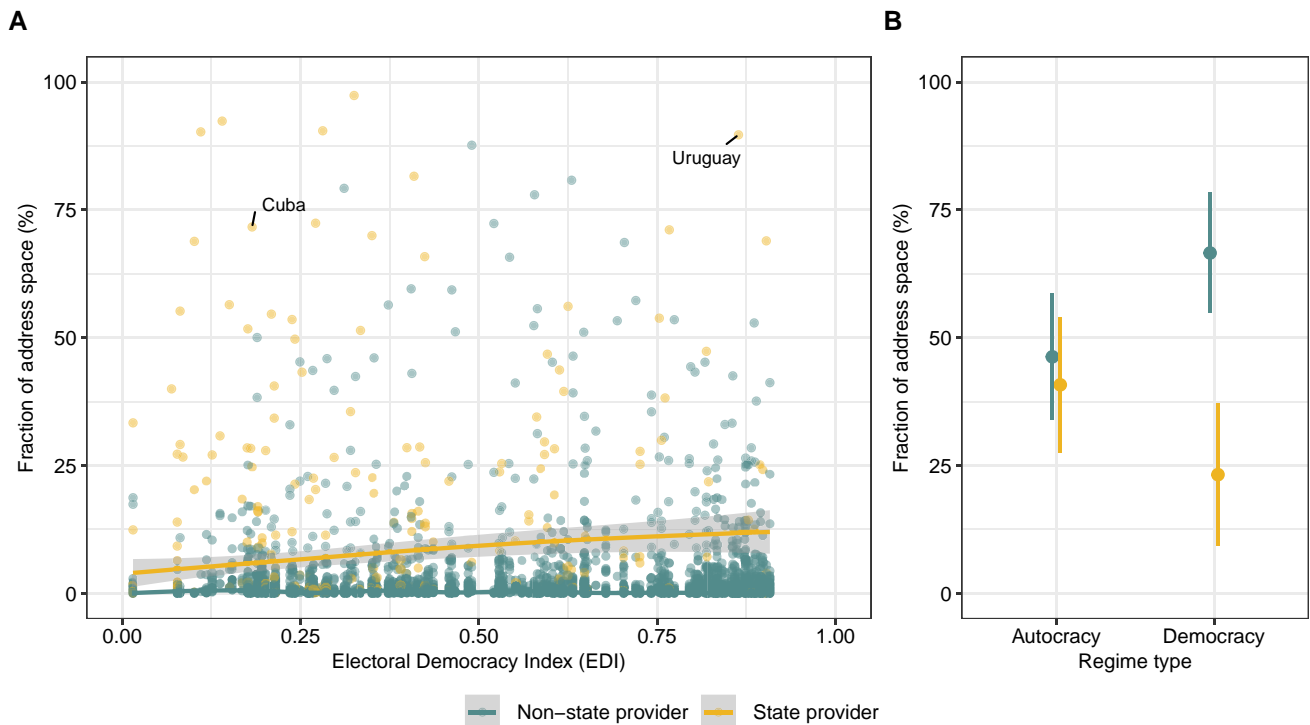 A
B
Fraction of address space (%)
100
75
50
25
0
Cuba
Uruguay
0.00
0.25
0.50
0.75
1.00
Electoral Democracy Index (EDI)
Fraction of address space (%)
100
75
50
25
0
Autocracy
Democracy
Regime type
Non−state provider
State provider